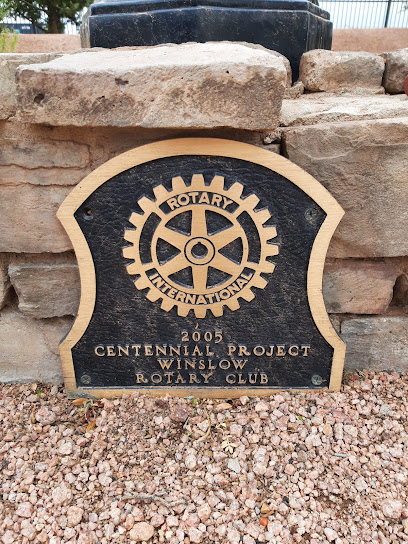 ROTARY
INTERNATIONAL
2005
CENTENNIAL PROJECT
WINSLOW
ROTARY CLUB